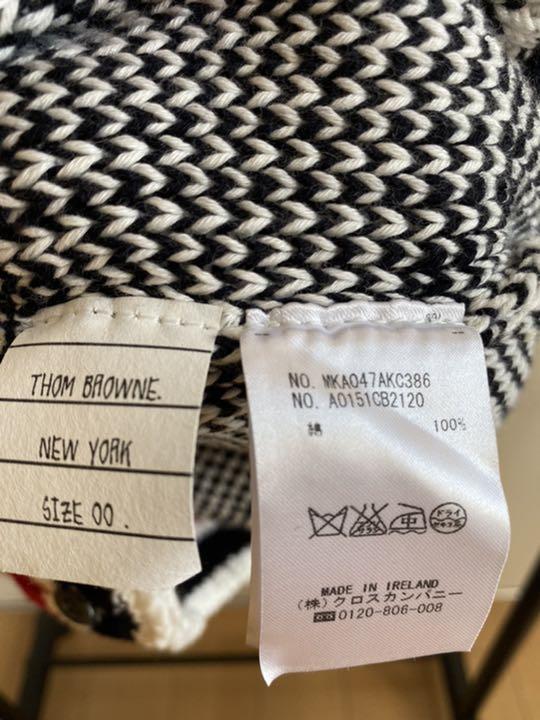 THOM BROWNE.
NEW YORK
SIZE 00.
NO. MKA047AKC386
NO. A0151CB2120
綿 100%
中
ドライ
MADE IN IRELAND
(株)クロスカンパニー
0120-806-008